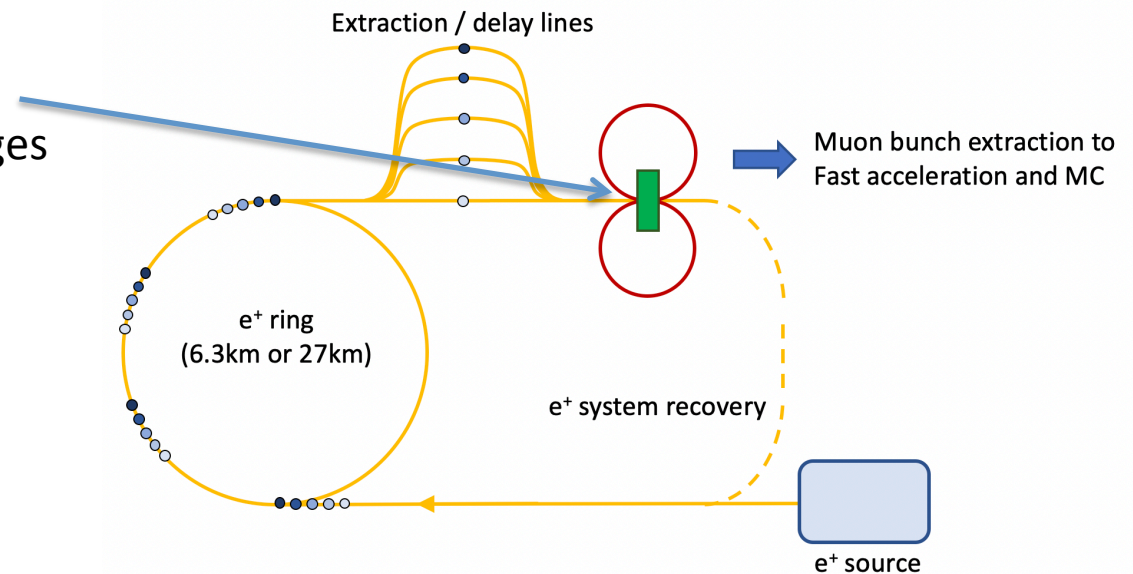 Extraction / delay lines
ges
Muon bunch extraction to
Fast acceleration and MC
e⁺ ring
(6.3km or 27km)
e⁺ system recovery
e⁺ source